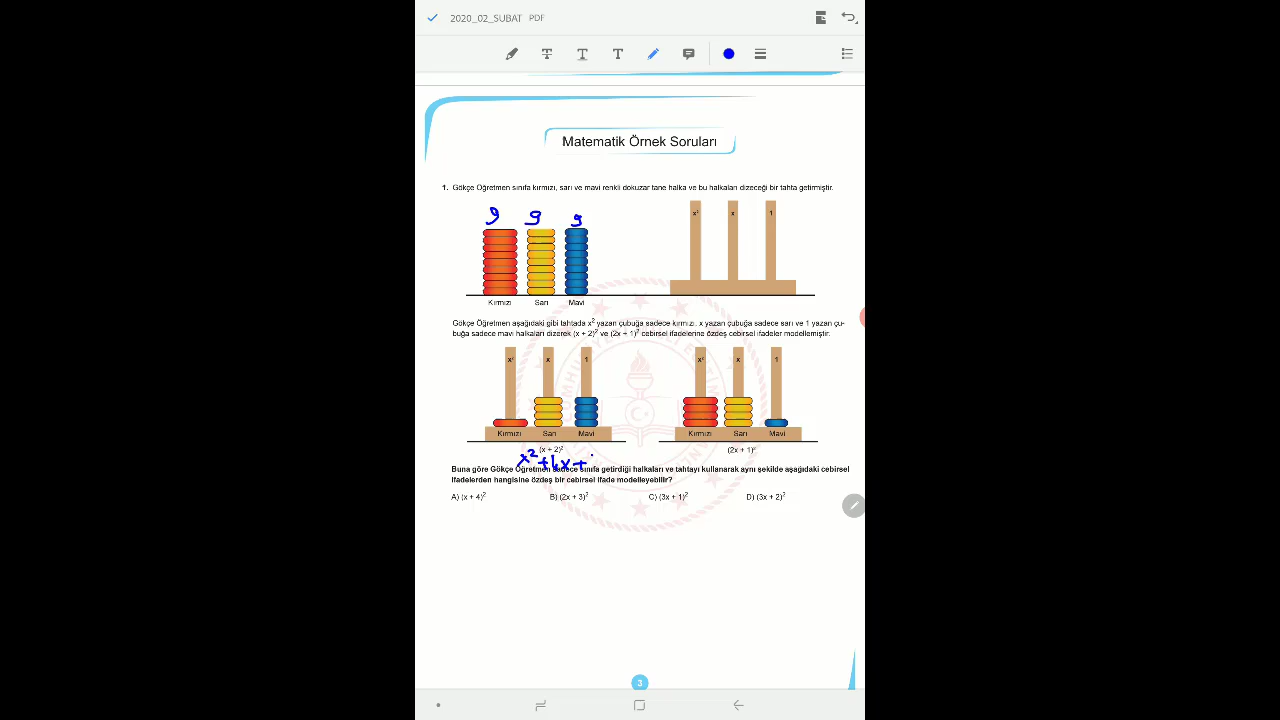 2020_02_SUBAT PDF
Matematik Örnek Soruları
1. Gökçe Öğretmen sınıfa kırmızı, sarı ve mavi renkli dokuzar tane halka ve bu halkaları dizeceği bir tahta getirmiştir.
9 9 9
x² x 1
Kırmızı Sarı Mavi
Gökçe Öğretmen aşağıdaki gibi tahtada x² yazan çubuğa sadece kırmızı, x yazan çubuğa sadece sarı ve 1 yazan çu-
buğa sadece mavi halkaları dizerek (x + 2)² ve (2x + 1)² cebirsel ifadelerine özdeş cebirsel ifadeler modellemiştir.
x² x 1 x² x 1
Kırmızı Sarı Mavi Kırmızı Sarı Mavi
(x + 2)² (2x + 1)²
x² + 4x +
Buna göre Gökçe Öğretmen sadece sınıfa getirdiği halkaları ve tahtayı kullanarak aynı şekilde aşağıdaki cebirsel
ifadelerden hangisine özdeş bir cebirsel ifade modelleyebilir?
A) (x + 4)² B) (2x + 3)² C) (3x + 1)² D) (3x + 2)²
3